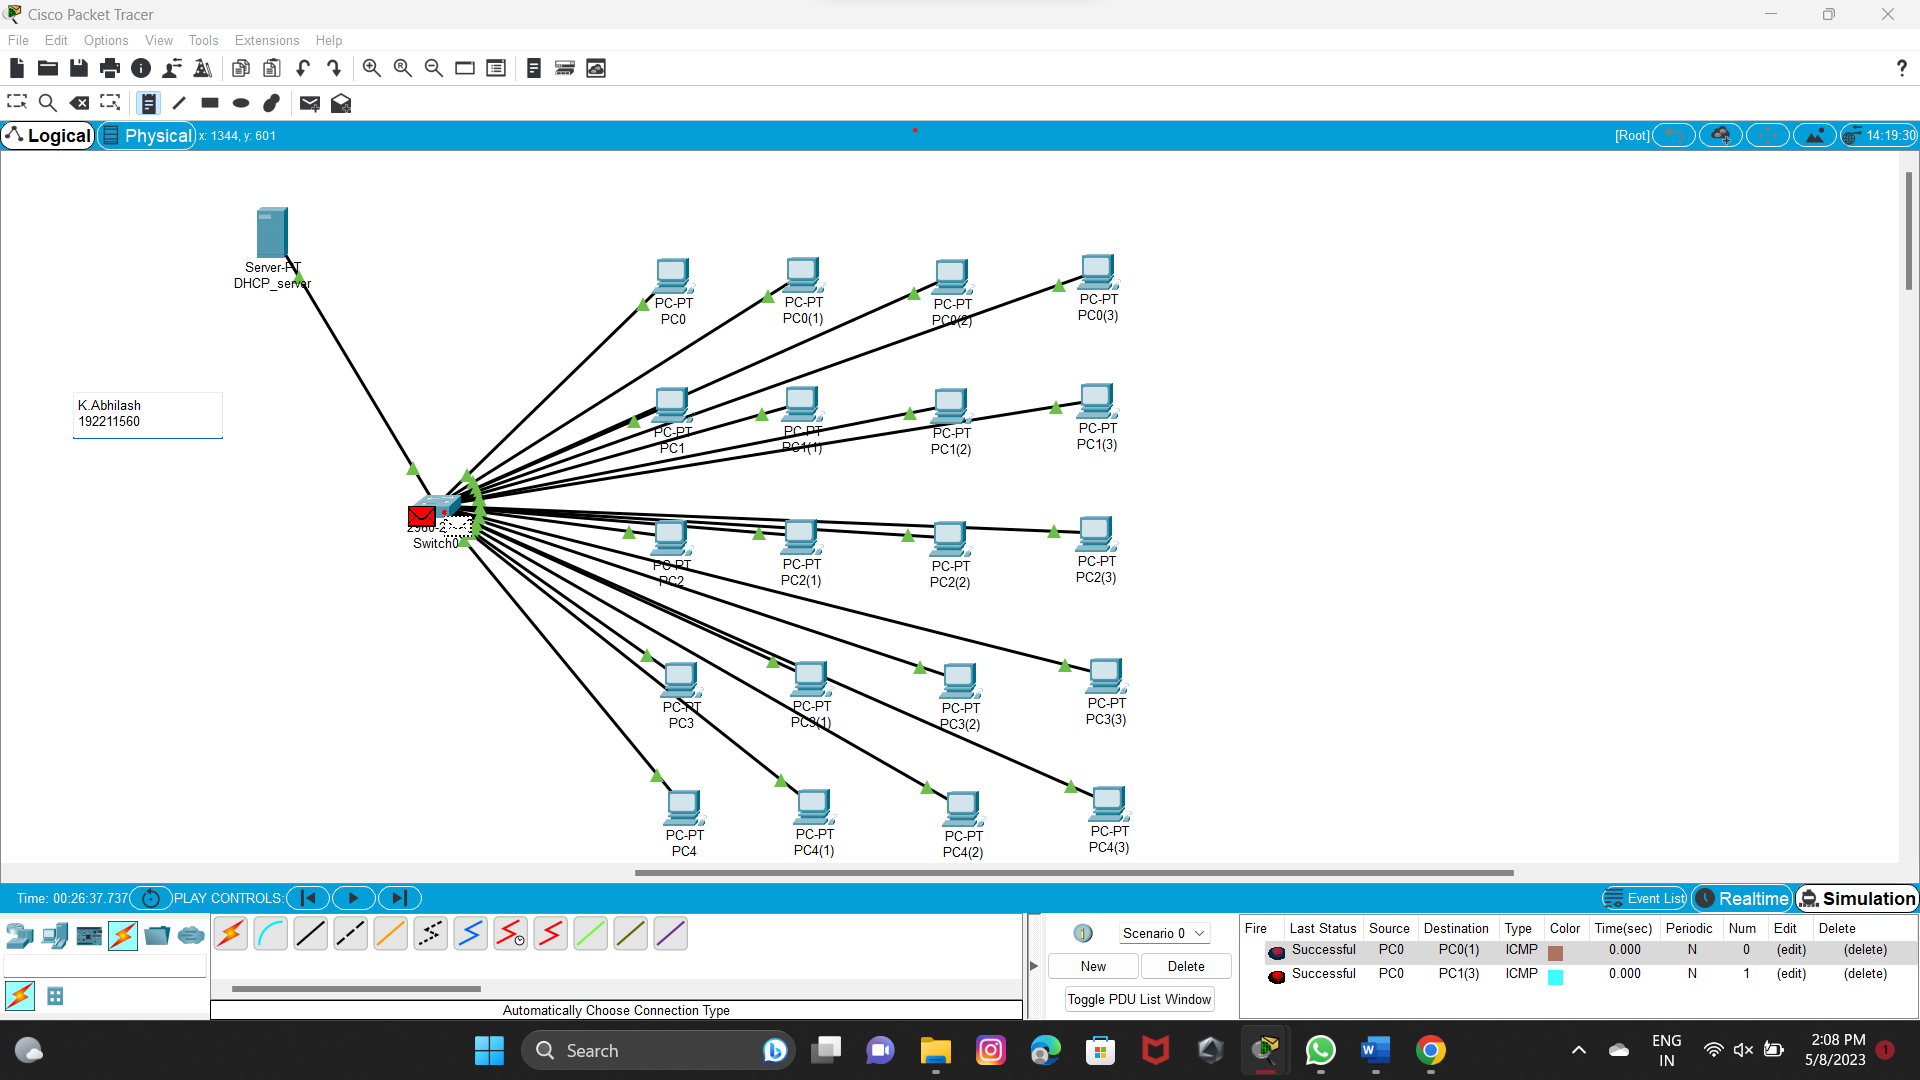 Cisco Packet Tracer
File Edit Options View Tools Extensions Help
Logical Physical x: 1344, y: 601 [Root] 14:19:30
Server-PT
DHCP_server
PC-PT
PC0
PC-PT
PC0(1)
PC-PT
PC0(2)
PC-PT
PC0(3)
K.Abhilash
192211560
PC-PT
PC1
PC-PT
PC1(1)
PC-PT
PC1(2)
PC-PT
PC1(3)
Switch0
PC-PT
PC2
PC-PT
PC2(1)
PC-PT
PC2(2)
PC-PT
PC2(3)
PC-PT
PC3
PC-PT
PC3(1)
PC-PT
PC3(2)
PC-PT
PC3(3)
PC-PT
PC4
PC-PT
PC4(1)
PC-PT
PC4(2)
PC-PT
PC4(3)
Time: 00:26:37.737 PLAY CONTROLS: Event List Realtime Simulation
Scenario 0
New Delete
Toggle PDU List Window
Automatically Choose Connection Type
Fire Last Status Source Destination Type Color Time(sec) Periodic Num Edit Delete
Successful PC0 PC0(1) ICMP 0.000 N 0 (edit) (delete)
Successful PC0 PC1(3) ICMP 0.000 N 1 (edit) (delete)
Search
ENG
IN
2:08 PM
5/8/2023
1